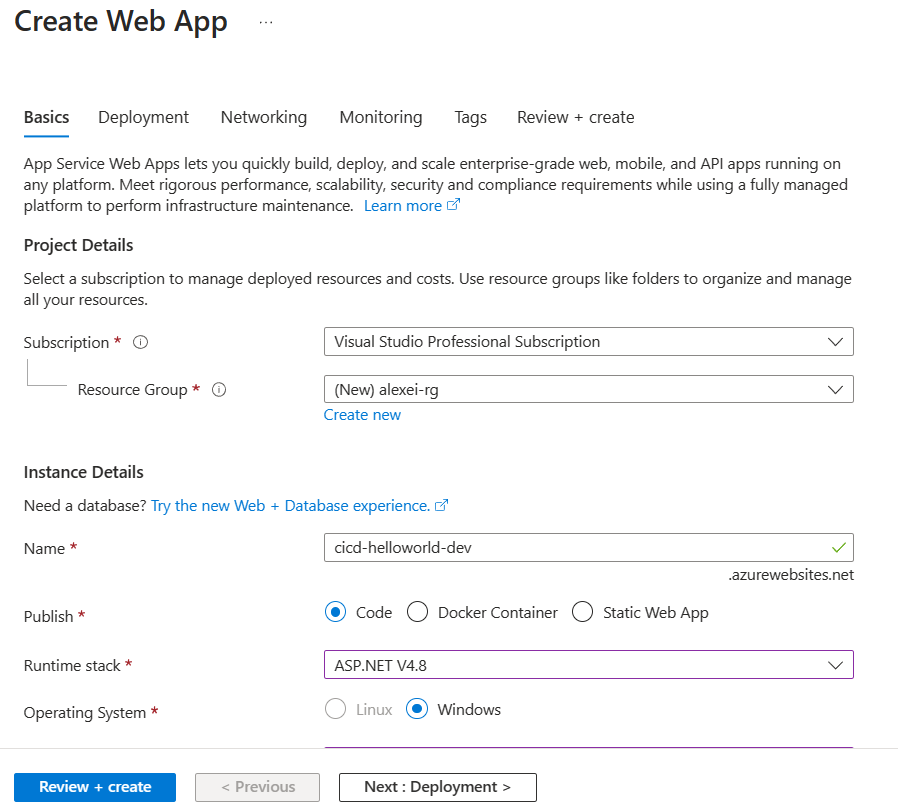 Create Web App ...
Basics Deployment Networking Monitoring Tags Review + create
App Service Web Apps lets you quickly build, deploy, and scale enterprise-grade web, mobile, and API apps running on
any platform. Meet rigorous performance, scalability, security and compliance requirements while using a fully managed
platform to perform infrastructure maintenance. Learn more
Project Details
Select a subscription to manage deployed resources and costs. Use resource groups like folders to organize and manage
all your resources.
Subscription * Visual Studio Professional Subscription
Resource Group * (New) alexei-rg
Create new
Instance Details
Need a database? Try the new Web + Database experience.
Name * cicd-helloworld-dev
.azurewebsites.net
Publish * Code Docker Container Static Web App
Runtime stack * ASP.NET V4.8
Operating System * Linux Windows
Review + create < Previous Next : Deployment >